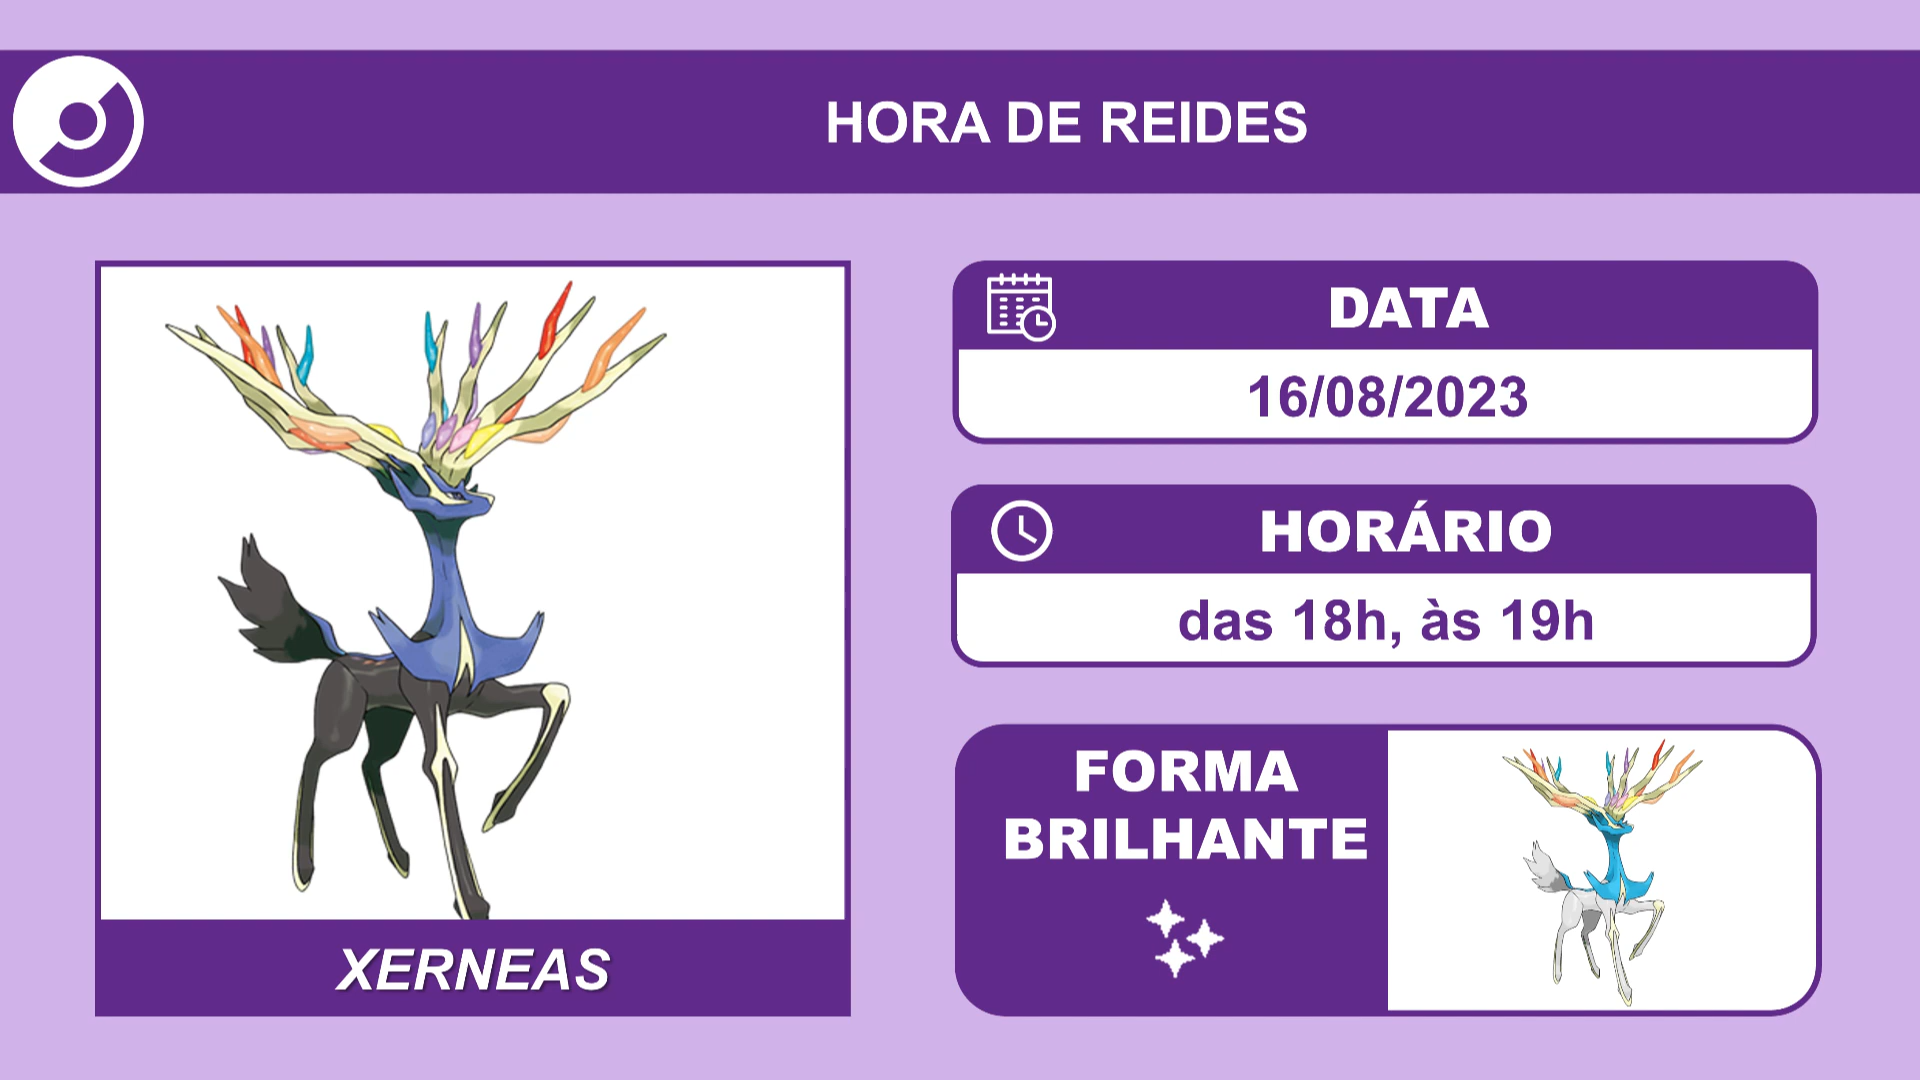 HORA DE REIDES
XERNEAS
DATA
16/08/2023
HORÁRIO
das 18h, às 19h
FORMA
BRILHANTE